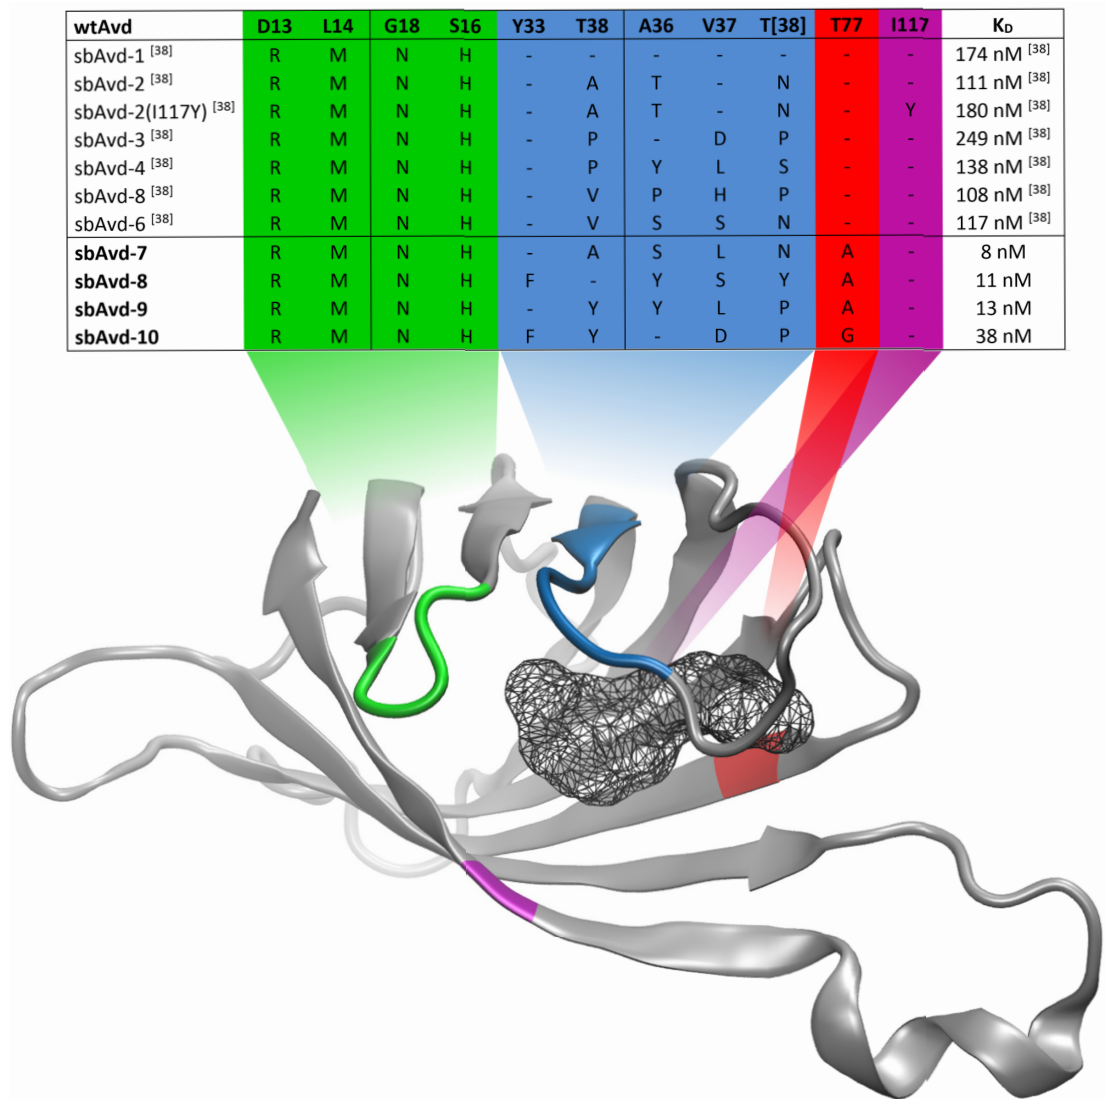 wtAvd D13 L14 G18 S16 Y33 T38 A36 V37 T[38] T77 I117 KD
sbAvd-1 [38] R M N H - - - - - - - 174 nM [38]
sbAvd-2 [38] R M N H - A T - N - - 111 nM [38]
sbAvd-2(I117Y) [38] R M N H - A T - N - Y 180 nM [38]
sbAvd-3 [38] R M N H - P - D P - - 249 nM [38]
sbAvd-4 [38] R M N H - P Y L S - - 138 nM [38]
sbAvd-8 [38] R M N H - V P H P - - 108 nM [38]
sbAvd-6 [38] R M N H - V S S N - - 117 nM [38]
sbAvd-7 R M N H - A S L N A - 8 nM
sbAvd-8 R M N H F - Y S Y A - 11 nM
sbAvd-9 R M N H - Y Y L P A - 13 nM
sbAvd-10 R M N H F Y - D P G - 38 nM